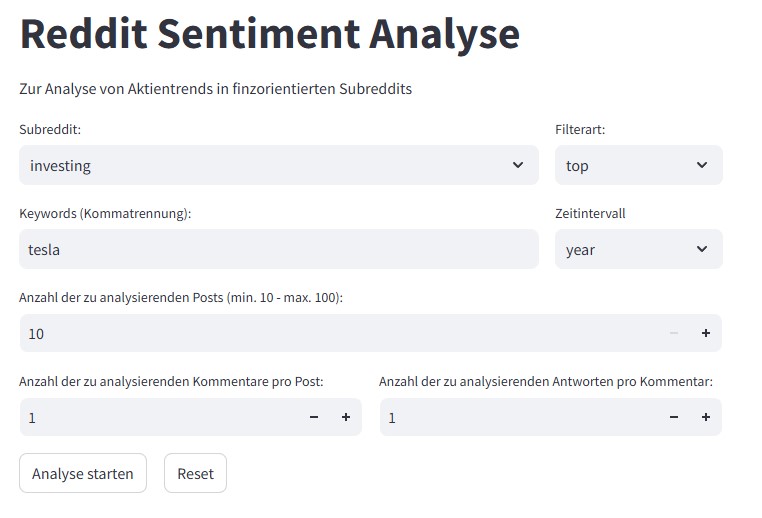 Reddit Sentiment Analyse
Zur Analyse von Aktientrends in finzorientierten Subreddits
Subreddit:
investing
Filterart:
top
Keywords (Kommatrennung):
tesla
Zeitintervall
year
Anzahl der zu analysierenden Posts (min. 10 - max. 100):
10
Anzahl der zu analysierenden Kommentare pro Post:
1
Anzahl der zu analysierenden Antworten pro Kommentar:
1
Analyse starten
Reset